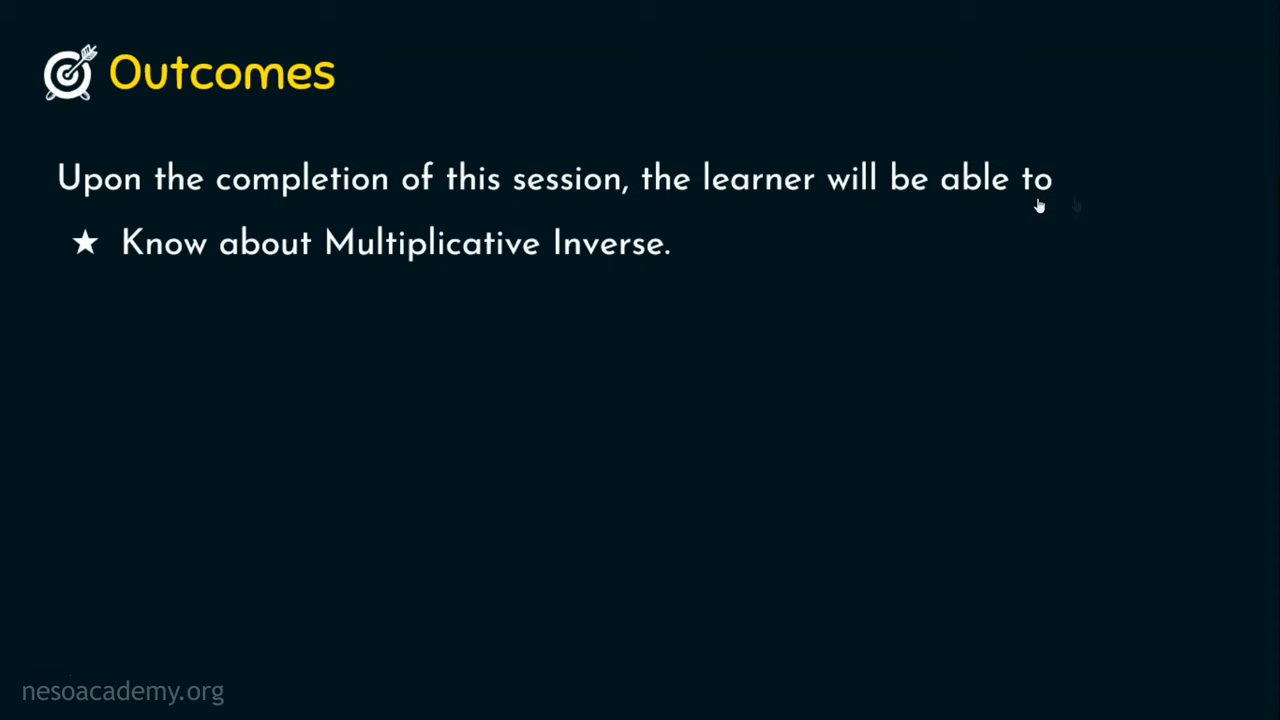 Outcomes
Upon the completion of this session, the learner will be able to
★ Know about Multiplicative Inverse.
nesoacademy.org